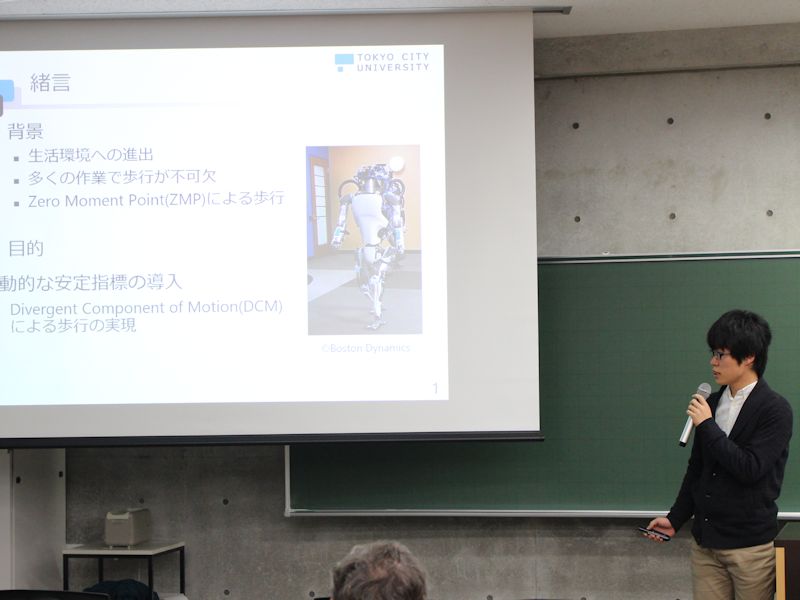 TOKYO CITY
UNIVERSITY
緒言
背景
生活環境への進出
多くの作業で歩行が不可欠
Zero Moment Point(ZMP)による歩行
目的
動的な安定指標の導入
Divergent Component of Motion(DCM)
による歩行の実現
©Boston Dynamics
1